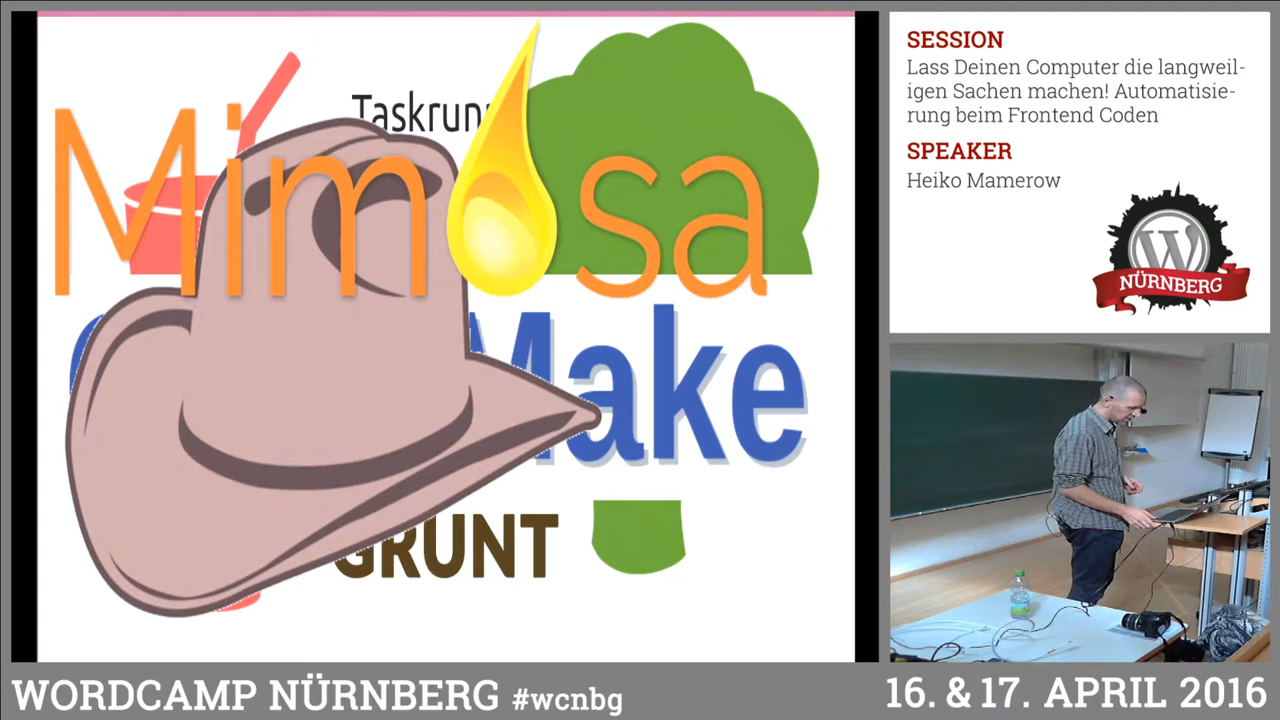 Taskrun
Mimosa
Make
GRUNT
SESSION
Lass Deinen Computer die langweil-
igen Sachen machen! Automatisie-
rung beim Frontend Coden
SPEAKER
Heiko Mamerow
W
NÜRNBERG
WORDCAMP NÜRNBERG #wcnbg
16. & 17. APRIL 2016